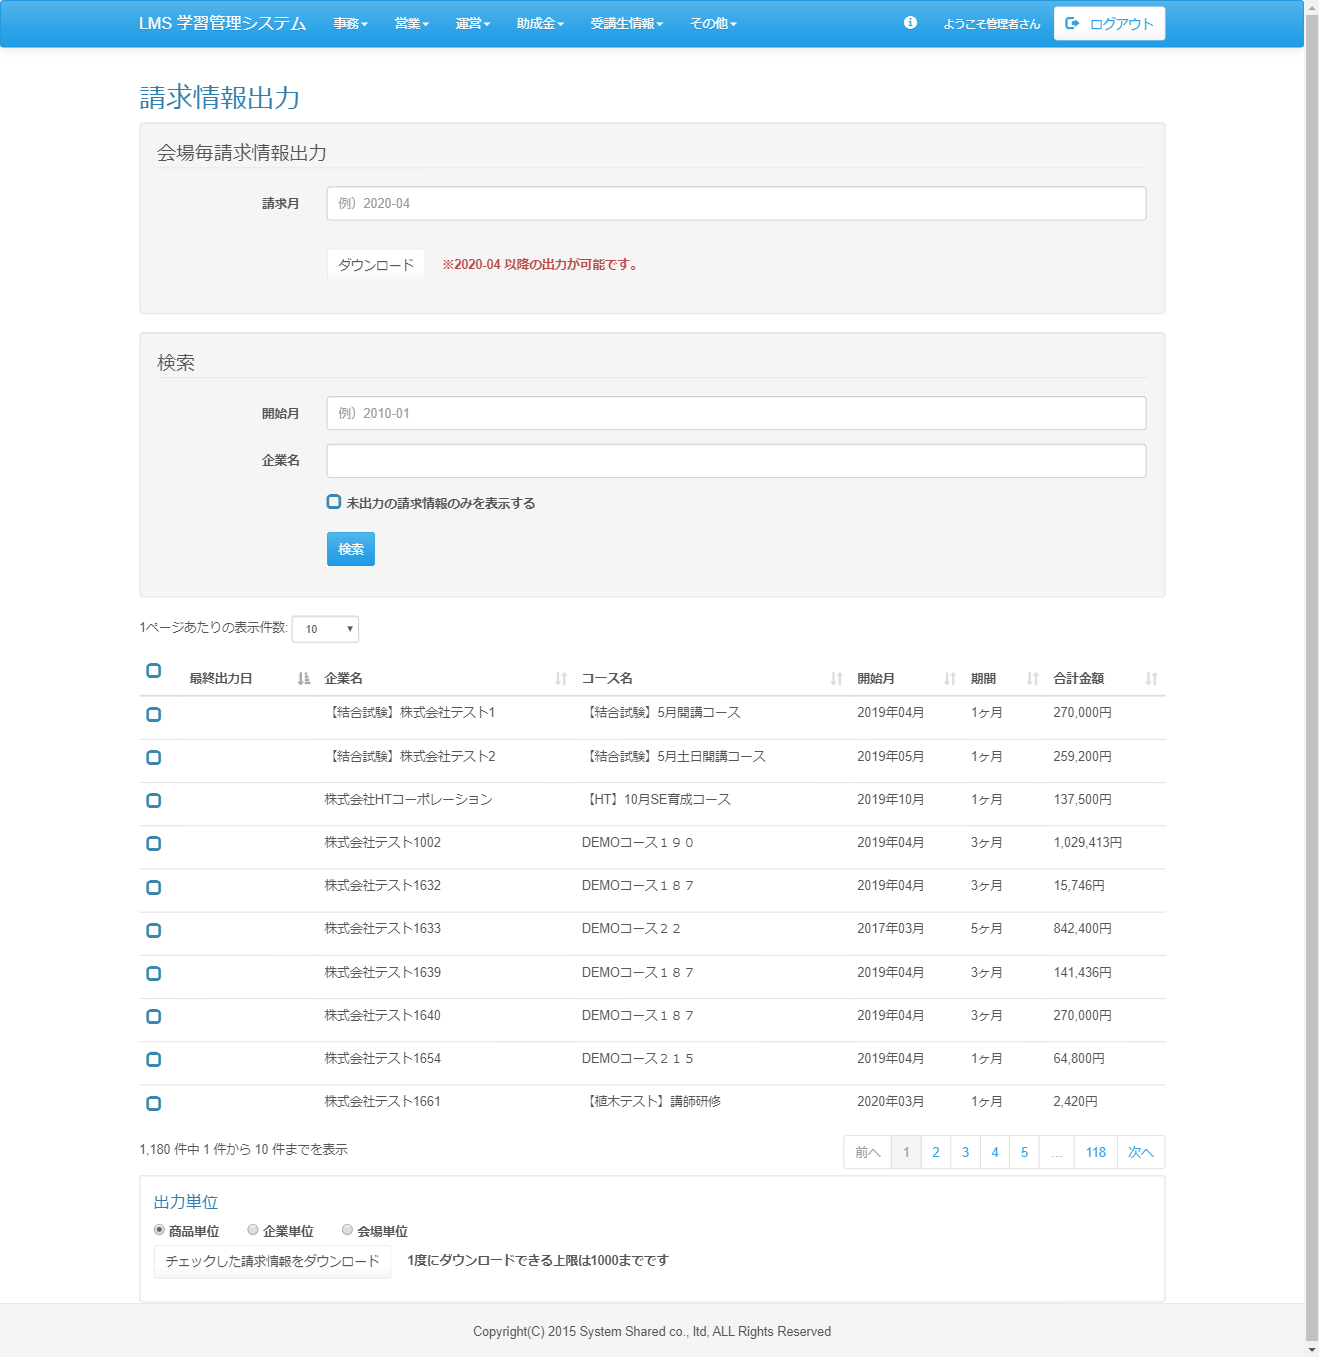 LMS 学習管理システム 事務 営業 運営 助成金 受講生情報 その他 ようこそ管理者さん ログアウト
請求情報出力
会場毎請求情報出力
請求月 例）2020-04
ダウンロード ※2020-04 以降の出力が可能です。
検索
開始月 例）2010-01
企業名
未出力の請求情報のみを表示する
検索
1ページあたりの表示件数: 10
最終出力日 企業名 コース名 開始月 期間 合計金額
【結合試験】株式会社テスト1 【結合試験】5月開講コース 2019年04月 1ヶ月 270,000円
【結合試験】株式会社テスト2 【結合試験】5月土日開講コース 2019年05月 1ヶ月 259,200円
株式会社HTコーポレーション 【HT】10月SE育成コース 2019年10月 1ヶ月 137,500円
株式会社テスト1002 DEMOコース１９０ 2019年04月 3ヶ月 1,029,413円
株式会社テスト1632 DEMOコース１８７ 2019年04月 3ヶ月 15,746円
株式会社テスト1633 DEMOコース２２ 2017年03月 5ヶ月 842,400円
株式会社テスト1639 DEMOコース１８７ 2019年04月 3ヶ月 141,436円
株式会社テスト1640 DEMOコース１８７ 2019年04月 3ヶ月 270,000円
株式会社テスト1654 DEMOコース２１５ 2019年04月 1ヶ月 64,800円
株式会社テスト1661 【植木テスト】講師研修 2020年03月 1ヶ月 2,420円
1,180 件中 1 件から 10 件までを表示 前へ 1 2 3 4 5 … 118 次へ
出力単位
商品単位 企業単位 会場単位
チェックした請求情報をダウンロード 1度にダウンロードできる上限は1000までです
Copyright(C) 2015 System Shared co., ltd, ALL Rights Reserved